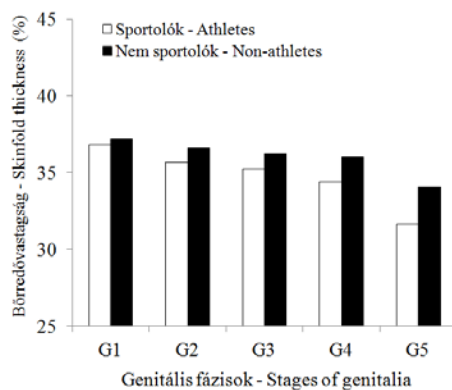 Bőrredővastagság - Skinfold thickness (%)
45
40
35
30
25
Sportolók - Athletes
Nem sportolók - Non-athletes
G1 G2 G3 G4 G5
Genitális fázisok - Stages of genitalia